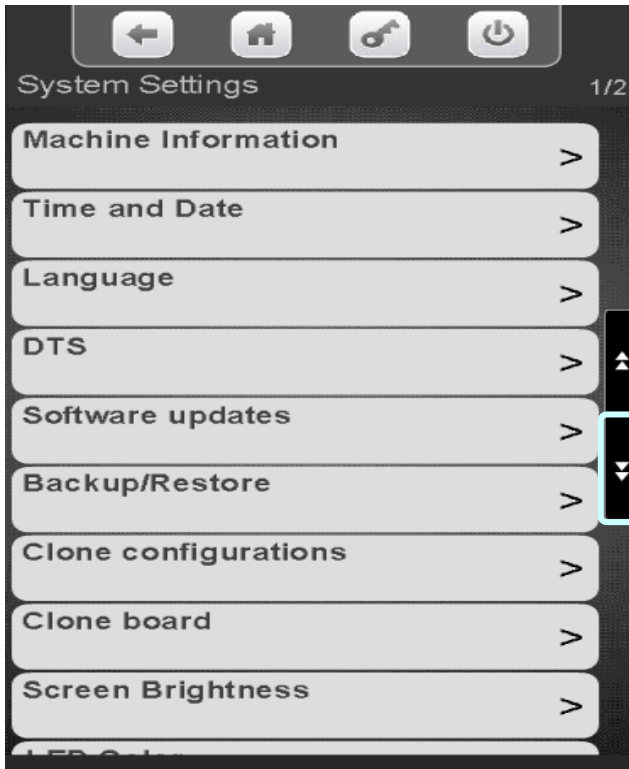 System Settings
1/2
Machine Information
>
Time and Date
>
Language
>
DTS
>
Software updates
>
Backup/Restore
>
Clone configurations
>
Clone board
>
Screen Brightness
>